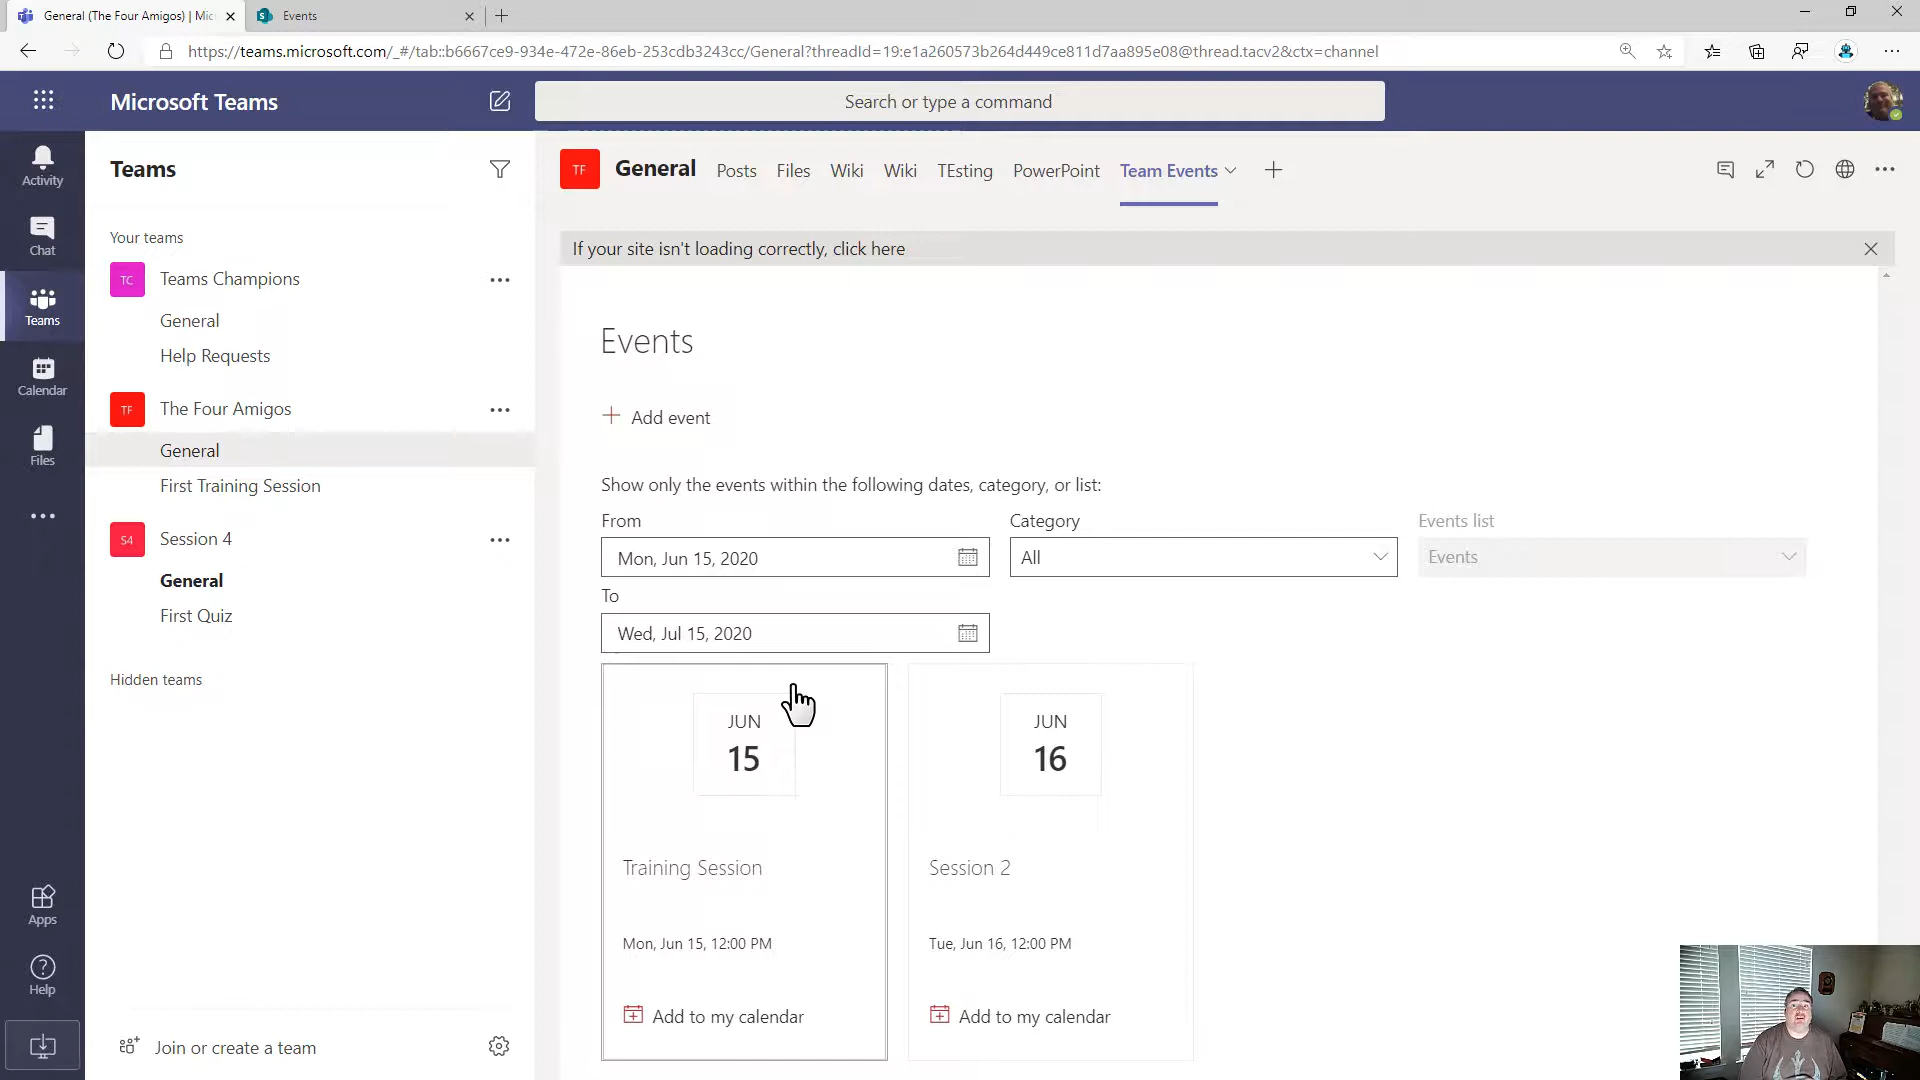 General (The Four Amigos) | Mic
Events
https://teams.microsoft.com/_#/tab::b6667ce9-934e-472e-86eb-253cdb3243cc/General?threadId=19:e1a260573b264d449ce811d7aa895e08@thread.tacv2&ctx=channel
Microsoft Teams
Search or type a command
Activity
Chat
Teams
Calendar
Files
Apps
Help
Teams
Your teams
TC Teams Champions
General
Help Requests
TF The Four Amigos
General
First Training Session
S4 Session 4
General
First Quiz
Hidden teams
Join or create a team
TF General Posts Files Wiki Wiki TEsting PowerPoint Team Events
If your site isn't loading correctly, click here
Events
Add event
Show only the events within the following dates, category, or list:
From
Mon, Jun 15, 2020
Category
All
Events list
Events
To
Wed, Jul 15, 2020
JUN
15
Training Session
Mon, Jun 15, 12:00 PM
Add to my calendar
JUN
16
Session 2
Tue, Jun 16, 12:00 PM
Add to my calendar